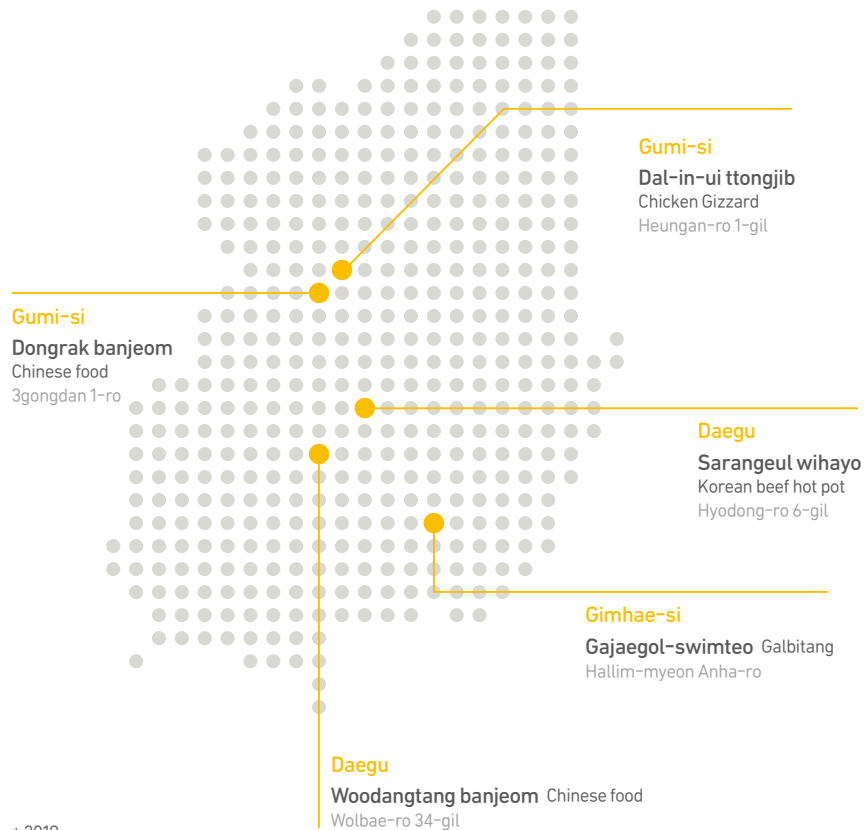 Gumi-si
Dal-in-ui ttongjib
Chicken Gizzard
Heungan-ro 1-gil
Gumi-si
Dongrak banjeom
Chinese food
3gongdan 1-ro
Daegu
Sarangeul wihayo
Korean beef hot pot
Hyodong-ro 6-gil
Gimhae-si
Gajaegol-swimteo Galbitang
Hallim-myeon Anha-ro
Daegu
Woodangtang banjeom Chinese food
Wolbae-ro 34-gil